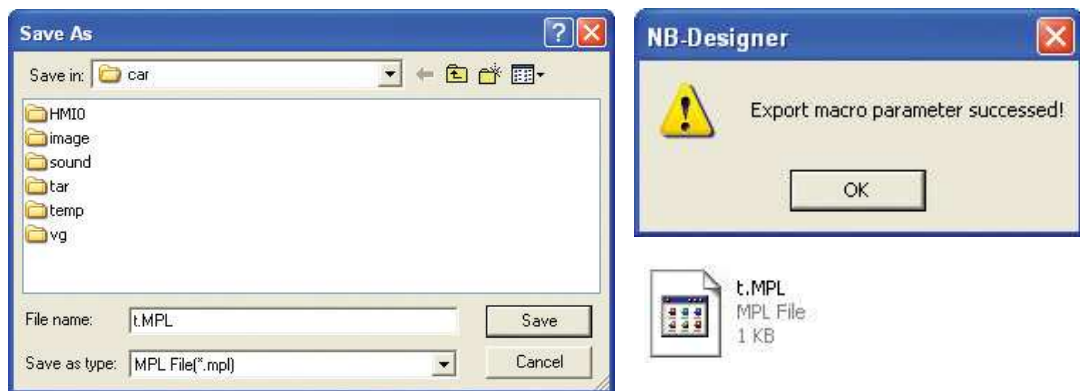 Save As
Save in: car
HMI0
image
sound
tar
temp
vg
File name: t.MPL
Save
Save as type: MPL File(*.mpl)
Cancel
NB-Designer
Export macro parameter successed!
OK
t.MPL
MPL File
1 KB